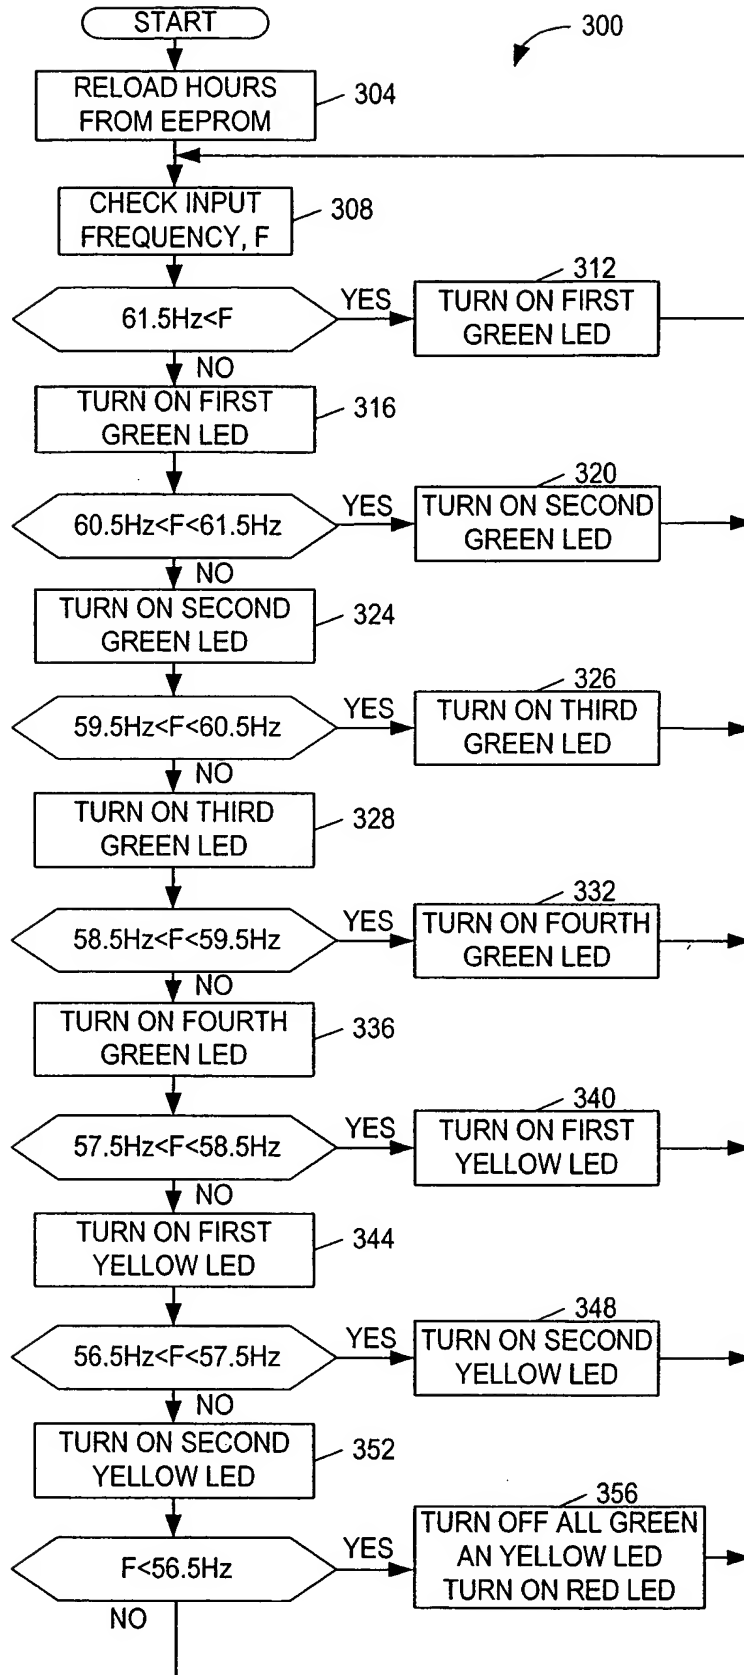 START
300
RELOAD HOURS
FROM EEPROM
304
CHECK INPUT
FREQUENCY, F
308
61.5Hz<F
YES
312
TURN ON FIRST
GREEN LED
NO
TURN ON FIRST
GREEN LED
316
60.5Hz<F<61.5Hz
YES
320
TURN ON SECOND
GREEN LED
NO
TURN ON SECOND
GREEN LED
324
59.5Hz<F<60.5Hz
YES
326
TURN ON THIRD
GREEN LED
NO
TURN ON THIRD
GREEN LED
328
58.5Hz<F<59.5Hz
YES
332
TURN ON FOURTH
GREEN LED
NO
TURN ON FOURTH
GREEN LED
336
57.5Hz<F<58.5Hz
YES
340
TURN ON FIRST
YELLOW LED
NO
TURN ON FIRST
YELLOW LED
344
56.5Hz<F<57.5Hz
YES
348
TURN ON SECOND
YELLOW LED
NO
TURN ON SECOND
YELLOW LED
352
F<56.5Hz
YES
356
TURN OFF ALL GREEN
AN YELLOW LED
TURN ON RED LED
NO